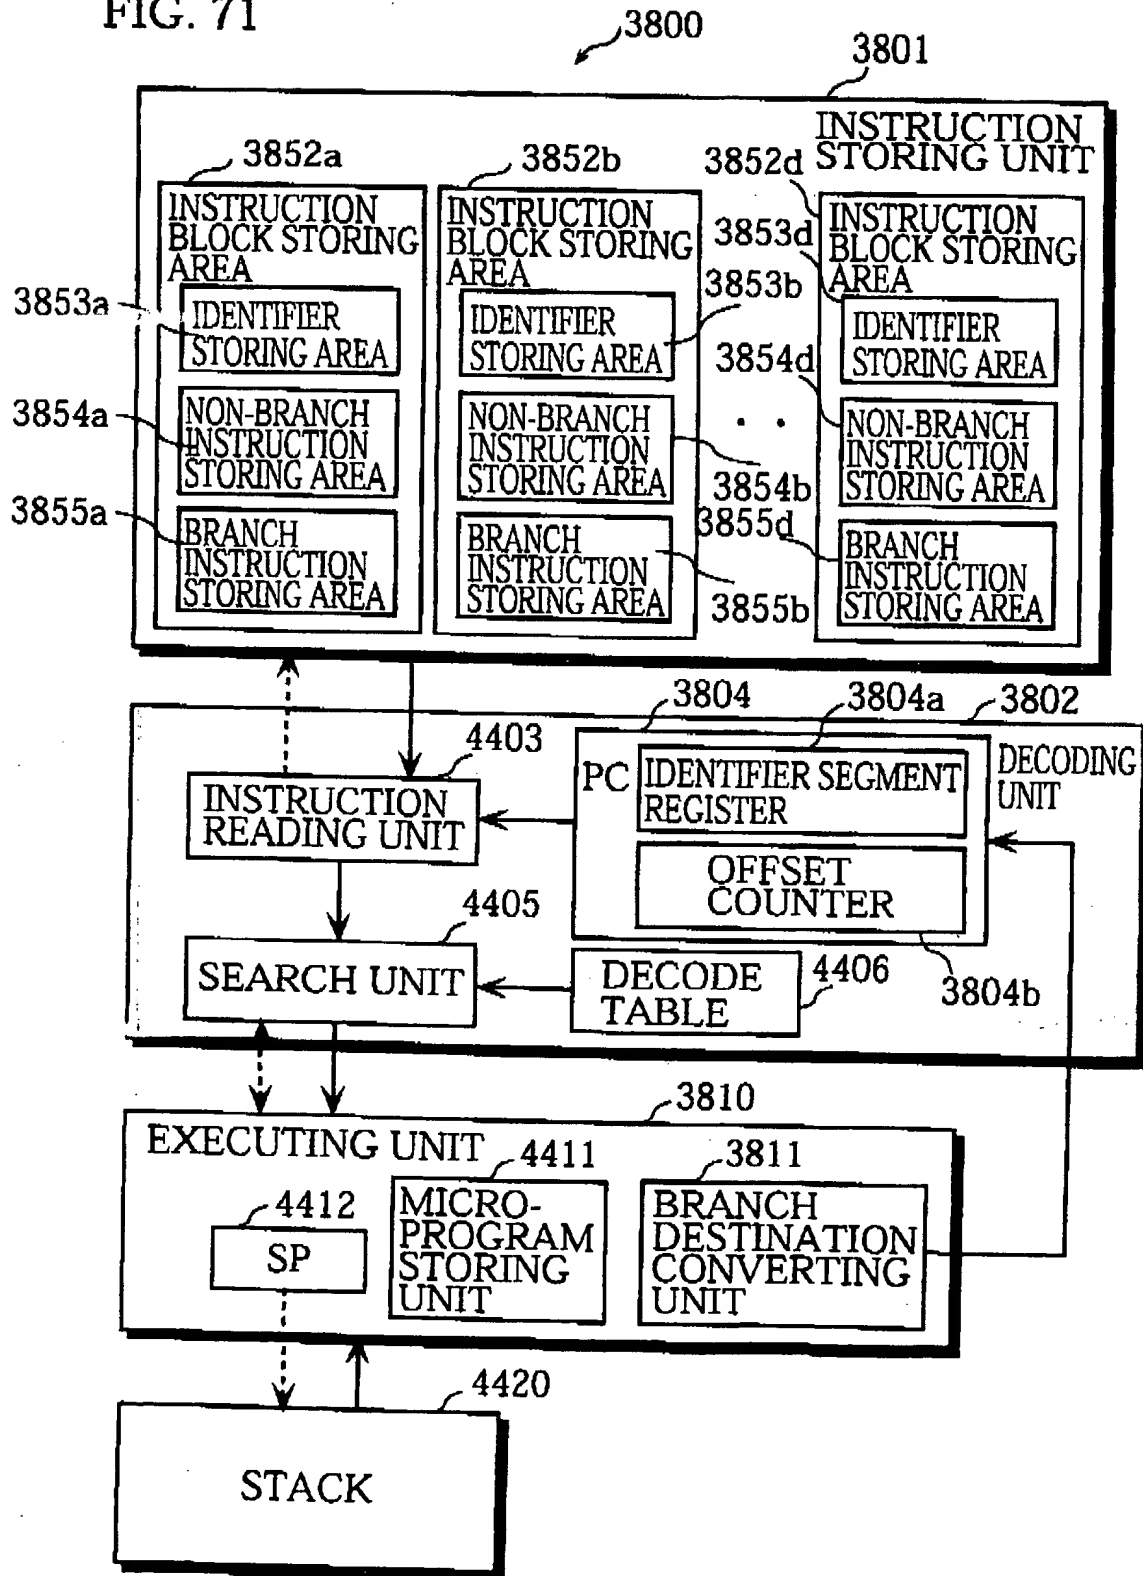 FIG. 71
3800
3801
INSTRUCTION
STORING UNIT
3852a
INSTRUCTION
BLOCK STORING
AREA
3853a
IDENTIFIER
STORING AREA
3854a
NON-BRANCH
INSTRUCTION
STORING AREA
3855a
BRANCH
INSTRUCTION
STORING AREA
3852b
INSTRUCTION
BLOCK STORING
AREA
3853b
IDENTIFIER
STORING AREA
NON-BRANCH
INSTRUCTION
STORING AREA
3854b
BRANCH
INSTRUCTION
STORING AREA
3855b
. .
3852d
INSTRUCTION
BLOCK STORING
AREA
3853d
IDENTIFIER
STORING AREA
3854d
NON-BRANCH
INSTRUCTION
STORING AREA
3855d
BRANCH
INSTRUCTION
STORING AREA
3802
DECODING
UNIT
4403
INSTRUCTION
READING UNIT
3804
PC
3804a
IDENTIFIER SEGMENT
REGISTER
OFFSET
COUNTER
3804b
4405
SEARCH UNIT
DECODE
TABLE
4406
3810
EXECUTING UNIT
4412
SP
4411
MICRO-
PROGRAM
STORING
UNIT
3811
BRANCH
DESTINATION
CONVERTING
UNIT
4420
STACK